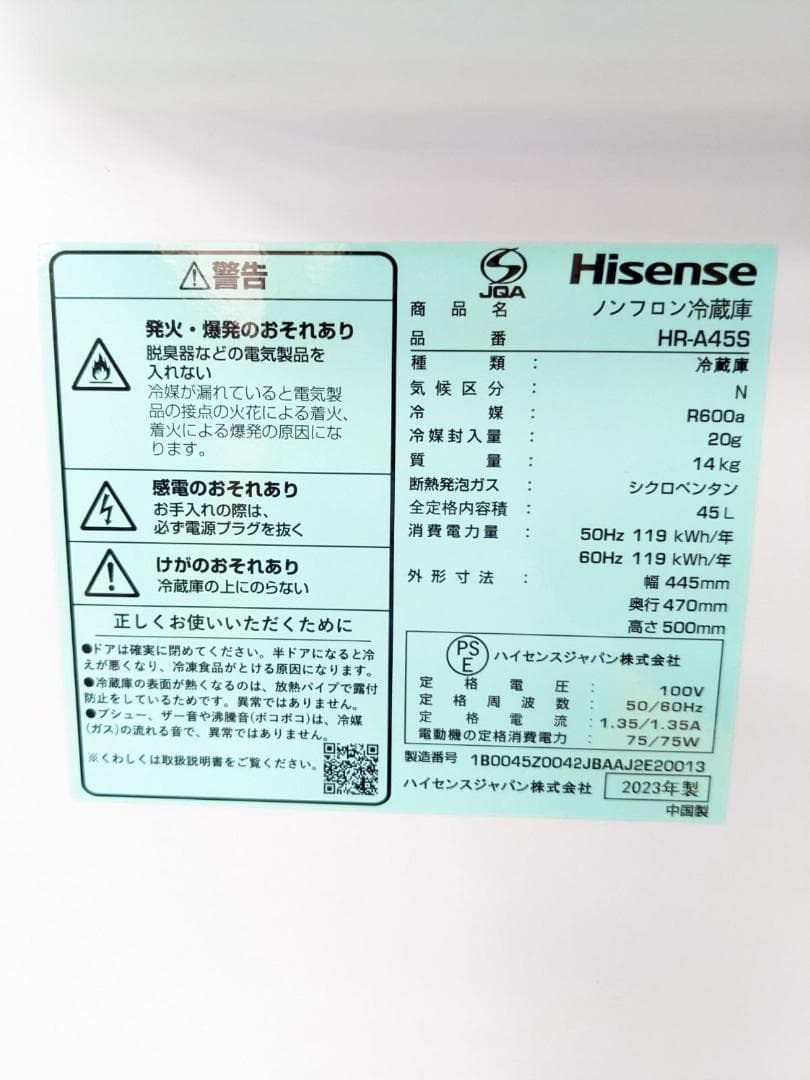 警告
発火・爆発のおそれあり
脱臭器などの電気製品を
入れない
冷媒が漏れていると電気製
品の接点の火花による着火、
着火による爆発の原因にな
ります。
感電のおそれあり
お手入れの際は、
必ず電源プラグを抜く
けがのおそれあり
冷蔵庫の上にのらない
正しくお使いいただくために
●ドアは確実に閉めてください。半ドアになると冷
えが悪くなり、冷凍食品がとける原因になります。
●冷蔵庫の表面が熱くなるのは、放熱パイプで露付
防止をしているためです。異常ではありません。
●プシュー、ザー音や沸騰音(ボコボコ)は、冷媒
(ガス)の流れる音で、異常ではありません。
※くわしくは取扱説明書をご覧ください。
JQA
Hisense
商品名 ノンフロン冷蔵庫
品番 HR-A45S
種類 : 冷蔵庫
気候区分 : N
冷媒 : R600a
冷媒封入量 : 20g
質量 : 14kg
断熱発泡ガス : シクロペンタン
全定格内容積 : 45L
消費電力量 : 50Hz 119 kWh/年
60Hz 119 kWh/年
外形寸法 : 幅 445mm
奥行 470mm
高さ 500mm
PS
E
ハイセンスジャパン株式会社
定格電圧 : 100V
定格周波数 : 50/60Hz
定格電流 : 1.35/1.35A
電動機の定格消費電力 : 75/75W
製造番号 1B0045Z0042JBAAJ2E20013
ハイセンスジャパン株式会社 2023年製
中国製